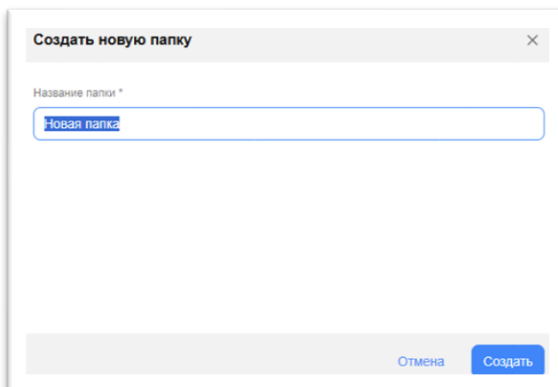 Создать новую папку
Название папки *
Новая папка
Отмена
Создать